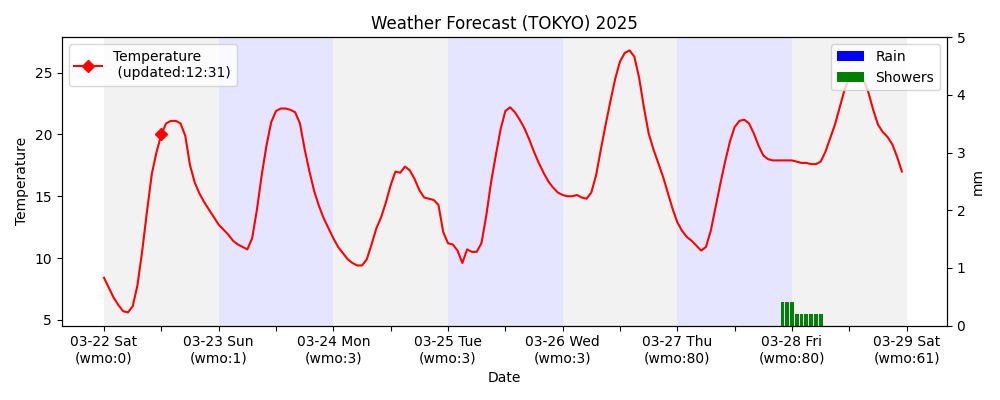 Weather Forecast (TOKYO) 2025
Temperature
(updated:12:31)
Rain
Showers
Temperature
25
20
15
10
5
5
4
3
2
1
0
mm
03-22 Sat
(wmo:0)
03-23 Sun
(wmo:1)
03-24 Mon
(wmo:3)
03-25 Tue
(wmo:3)
03-26 Wed
(wmo:3)
03-27 Thu
(wmo:80)
03-28 Fri
(wmo:80)
03-29 Sat
(wmo:61)
Date